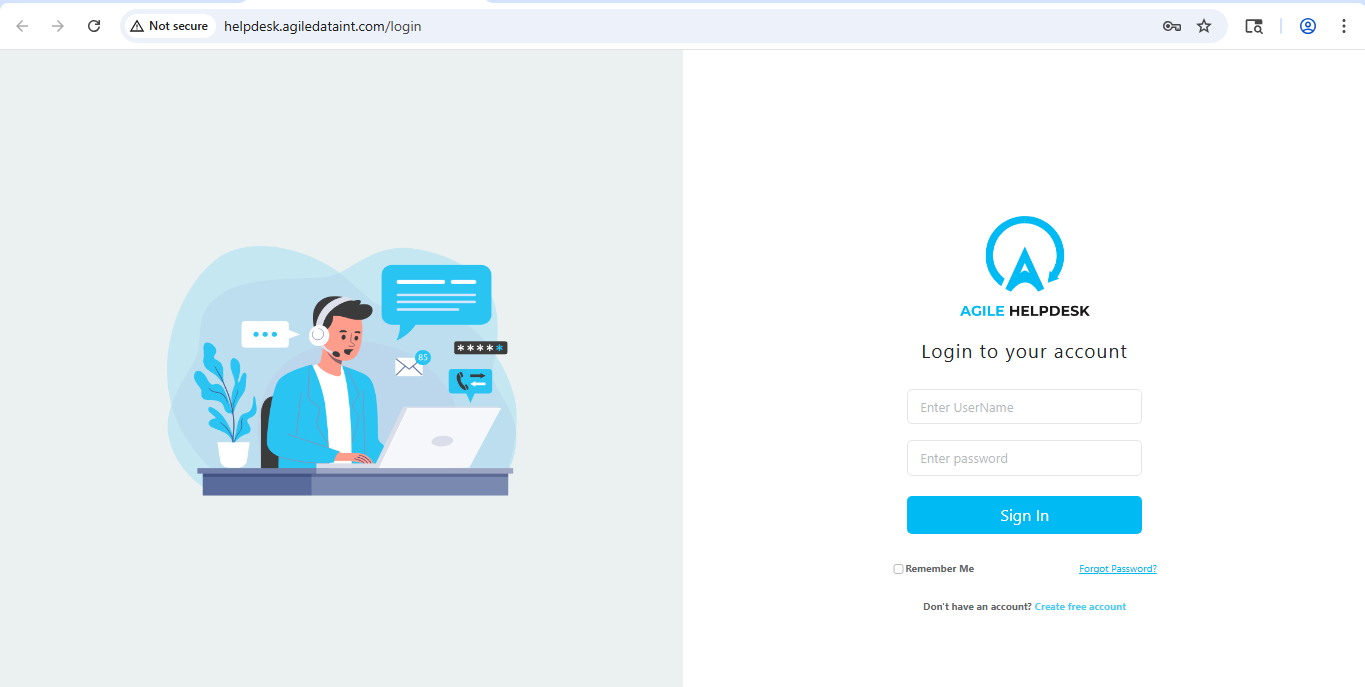 Not secure helpdesk.agiledataint.com/login
85
*****
AGILE HELPDESK
Login to your account
Enter UserName
Enter password
Sign In
Remember Me Forgot Password?
Don't have an account? Create free account